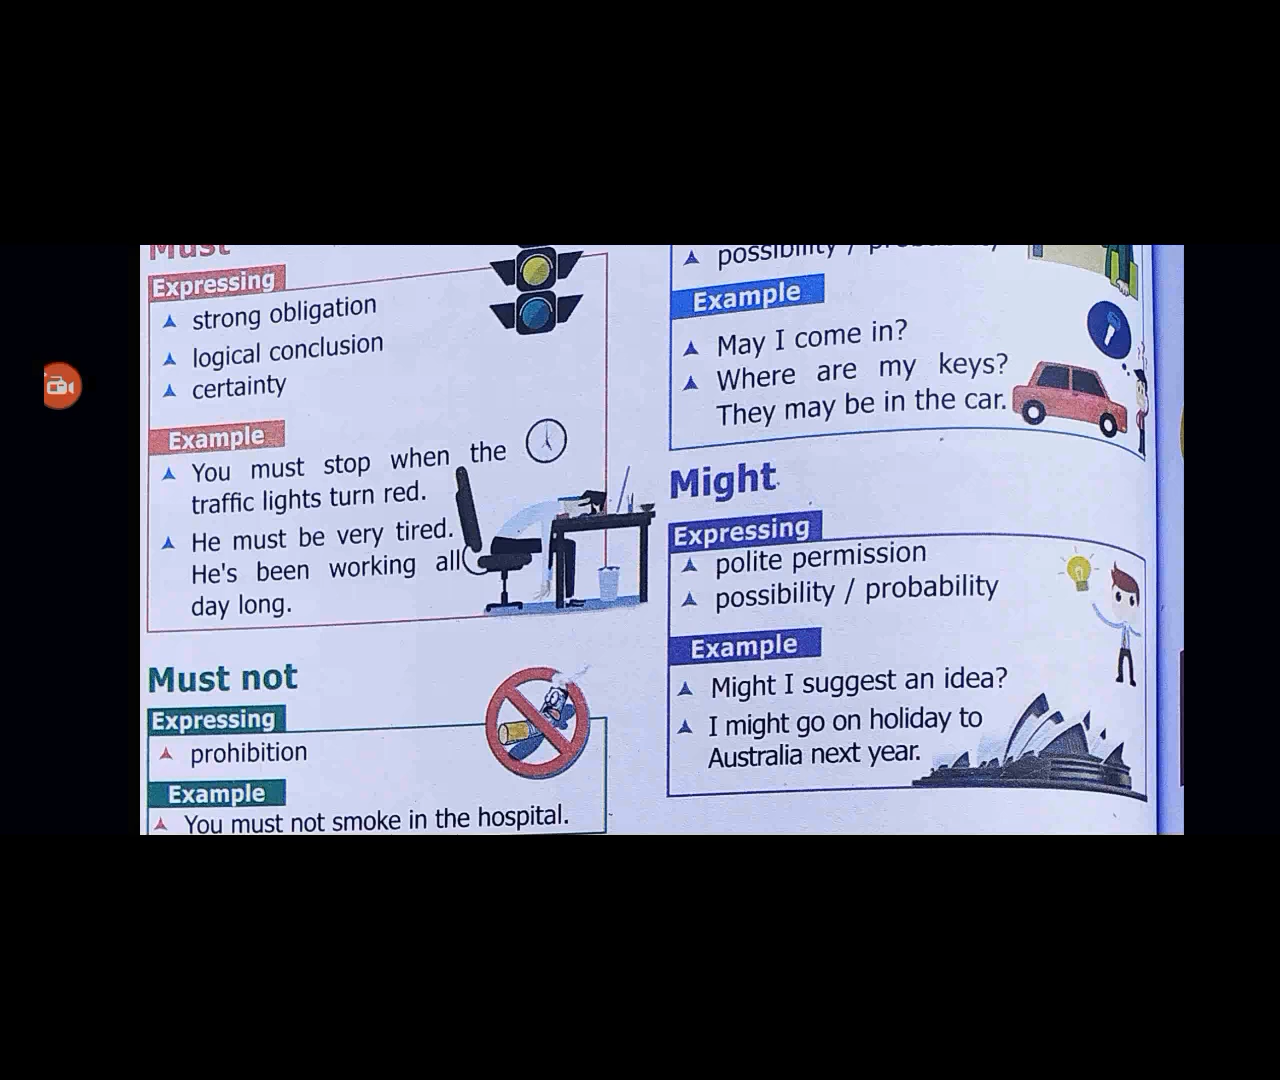 Must
Expressing
strong obligation
logical conclusion
certainty
Example
You must stop when the
traffic lights turn red.
He must be very tired.
He's been working all
day long.
Must not
Expressing
prohibition
Example
You must not smoke in the hospital.
possibility / probability
Example
May I come in?
Where are my keys?
They may be in the car.
Might
Expressing
polite permission
possibility / probability
Example
Might I suggest an idea?
I might go on holiday to
Australia next year.